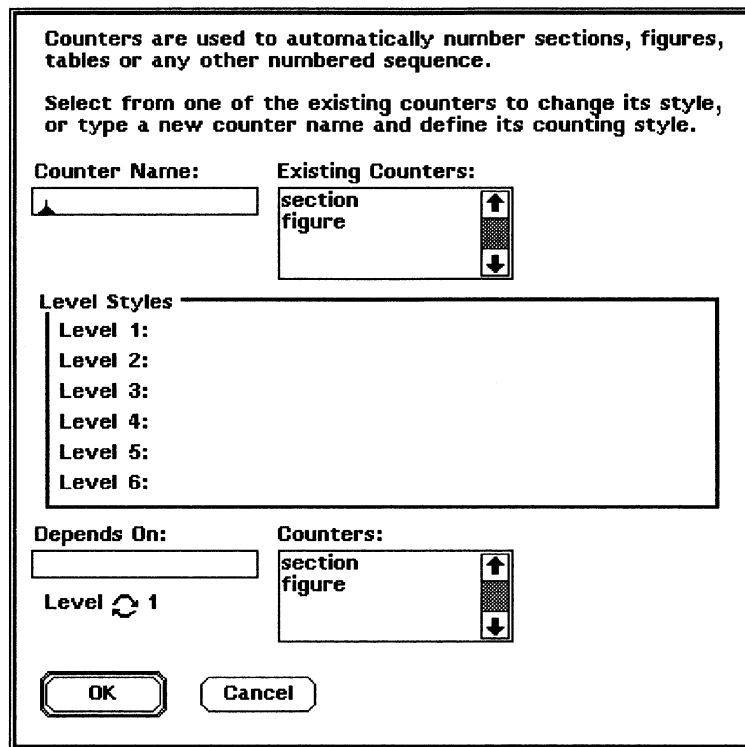 Counters are used to automatically number sections, figures,
tables or any other numbered sequence.
Select from one of the existing counters to change its style,
or type a new counter name and define its counting style.
Counter Name:
Existing Counters:
section
figure
Level Styles
Level 1:
Level 2:
Level 3:
Level 4:
Level 5:
Level 6:
Depends On:
Counters:
section
figure
Level 1
OK
Cancel